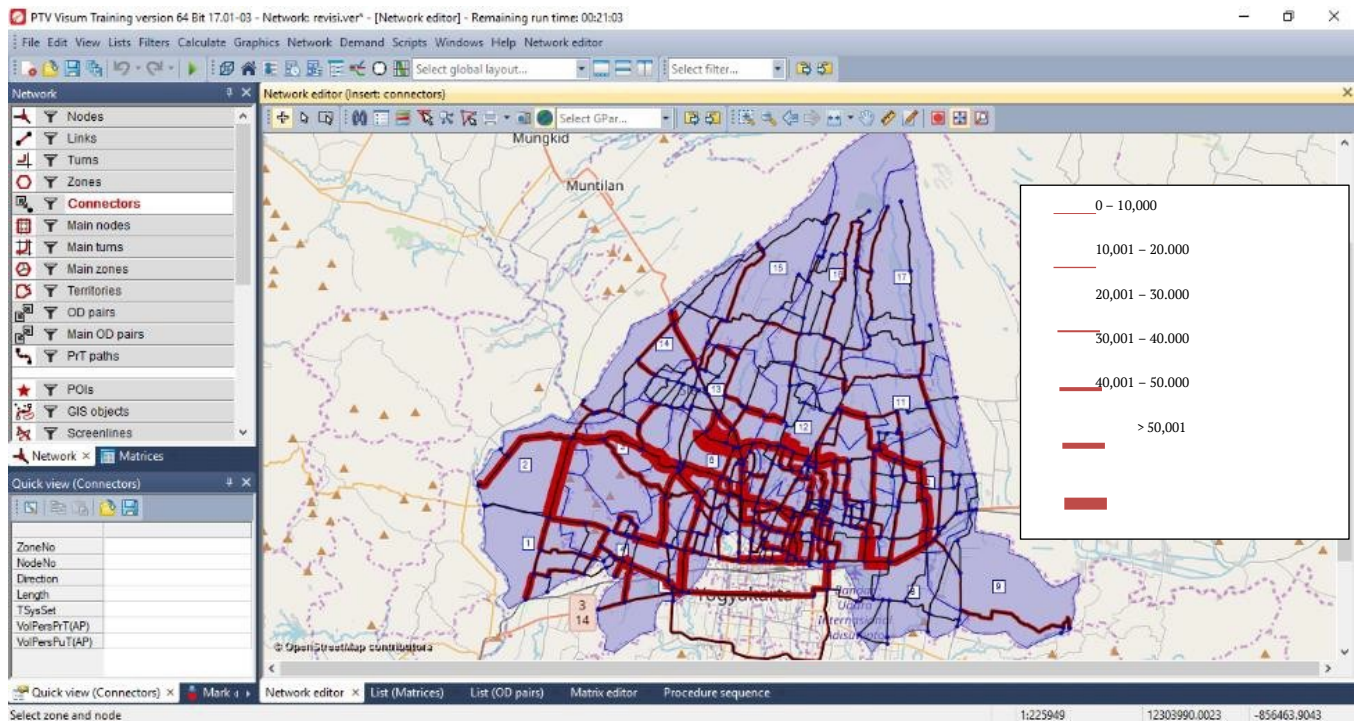 PTV Visum Training version 64 Bit 17.01-03 - Network: revisi.ver* - [Network editor] - Remaining run time: 00:21:03
File Edit View Lists Filters Calculate Graphics Network Demand Scripts Windows Help Network editor
Select global layout...
Select filter...
Network
Network editor (Insert: connectors)
Select GPar...
Nodes
Links
Turns
Zones
Connectors
Main nodes
Main turns
Main zones
Territories
OD pairs
Main OD pairs
PrT paths
POIs
GIS objects
Screenlines
Network
Matrices
Quick view (Connectors)
ZoneNo
NodeNo
Direction
Length
TSysSet
VolPersPrT(AP)
VolPersPuT(AP)
Mungkid
Muntilan
15
17
14
13
11
12
6
2
1
9
3
14
Yogyakarta
Bandar
Udara
Internasional
© OpenStreetMap contributors
0 – 10,000
10,001 – 20.000
20,001 – 30.000
30,001 – 40.000
40,001 – 50.000
> 50,001
Quick view (Connectors)
Mark
Network editor
List (Matrices)
List (OD pairs)
Matrix editor
Procedure sequence
Select zone and node
1:225949
12303990.0023
-856463.9043